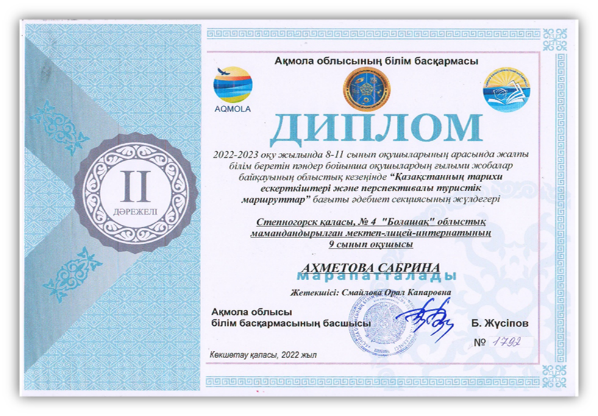 Ақмола облысының білім басқармасы
AQMOLA
ДИПЛОМ
2022-2023 оқу жылында 8-11 сынып оқушыларының арасында жалпы
білім беретін пәндер бойынша оқушылардың ғылыми жобалар
байқауының облыстық кезеңінде "Қазақстанның тарихи
ескерткіштері және перспективалы туристік
маршруттар" бағыты әдебиет секциясының жүлдегері
II
ДӘРЕЖЕЛІ
Степногорск қаласы, № 4 "Болашақ" облыстық
мамандандырылған мектеп-лицей-интернатының
9 сынып оқушысы
АХМЕТОВА САБРИНА
марапатталады
Жетекшісі: Смайлова Орал Капаровна
Ақмола облысы
білім басқармасының басшысы
Б. Жүсіпов
№ 1792
Көкшетау қаласы, 2022 жыл